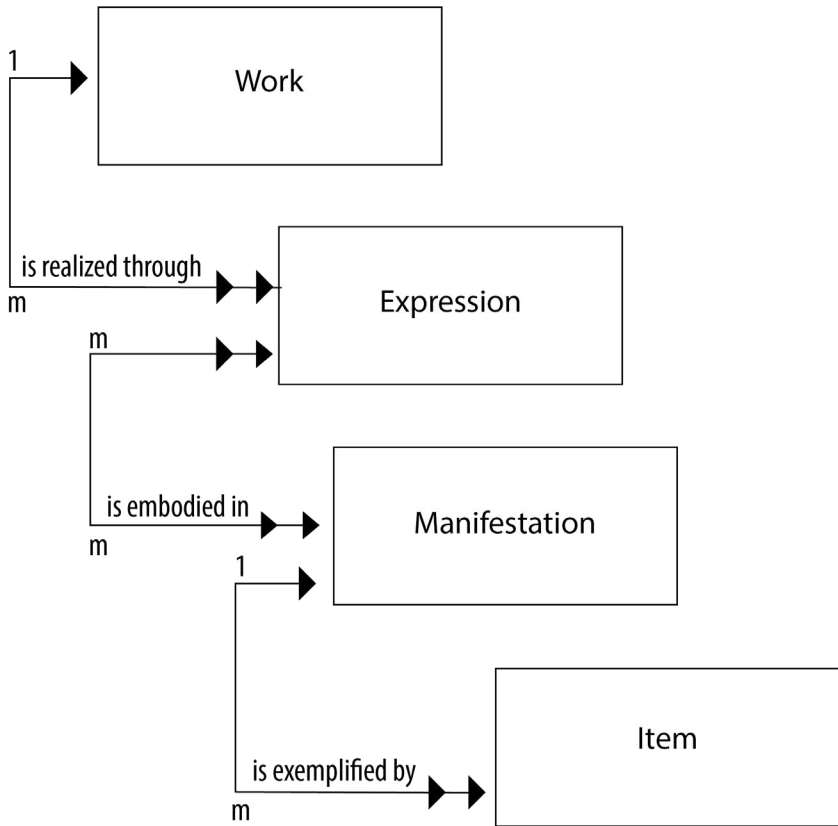 1
Work
is realized through
m
Expression
m
is embodied in
m
Manifestation
1
is exemplified by
m
Item